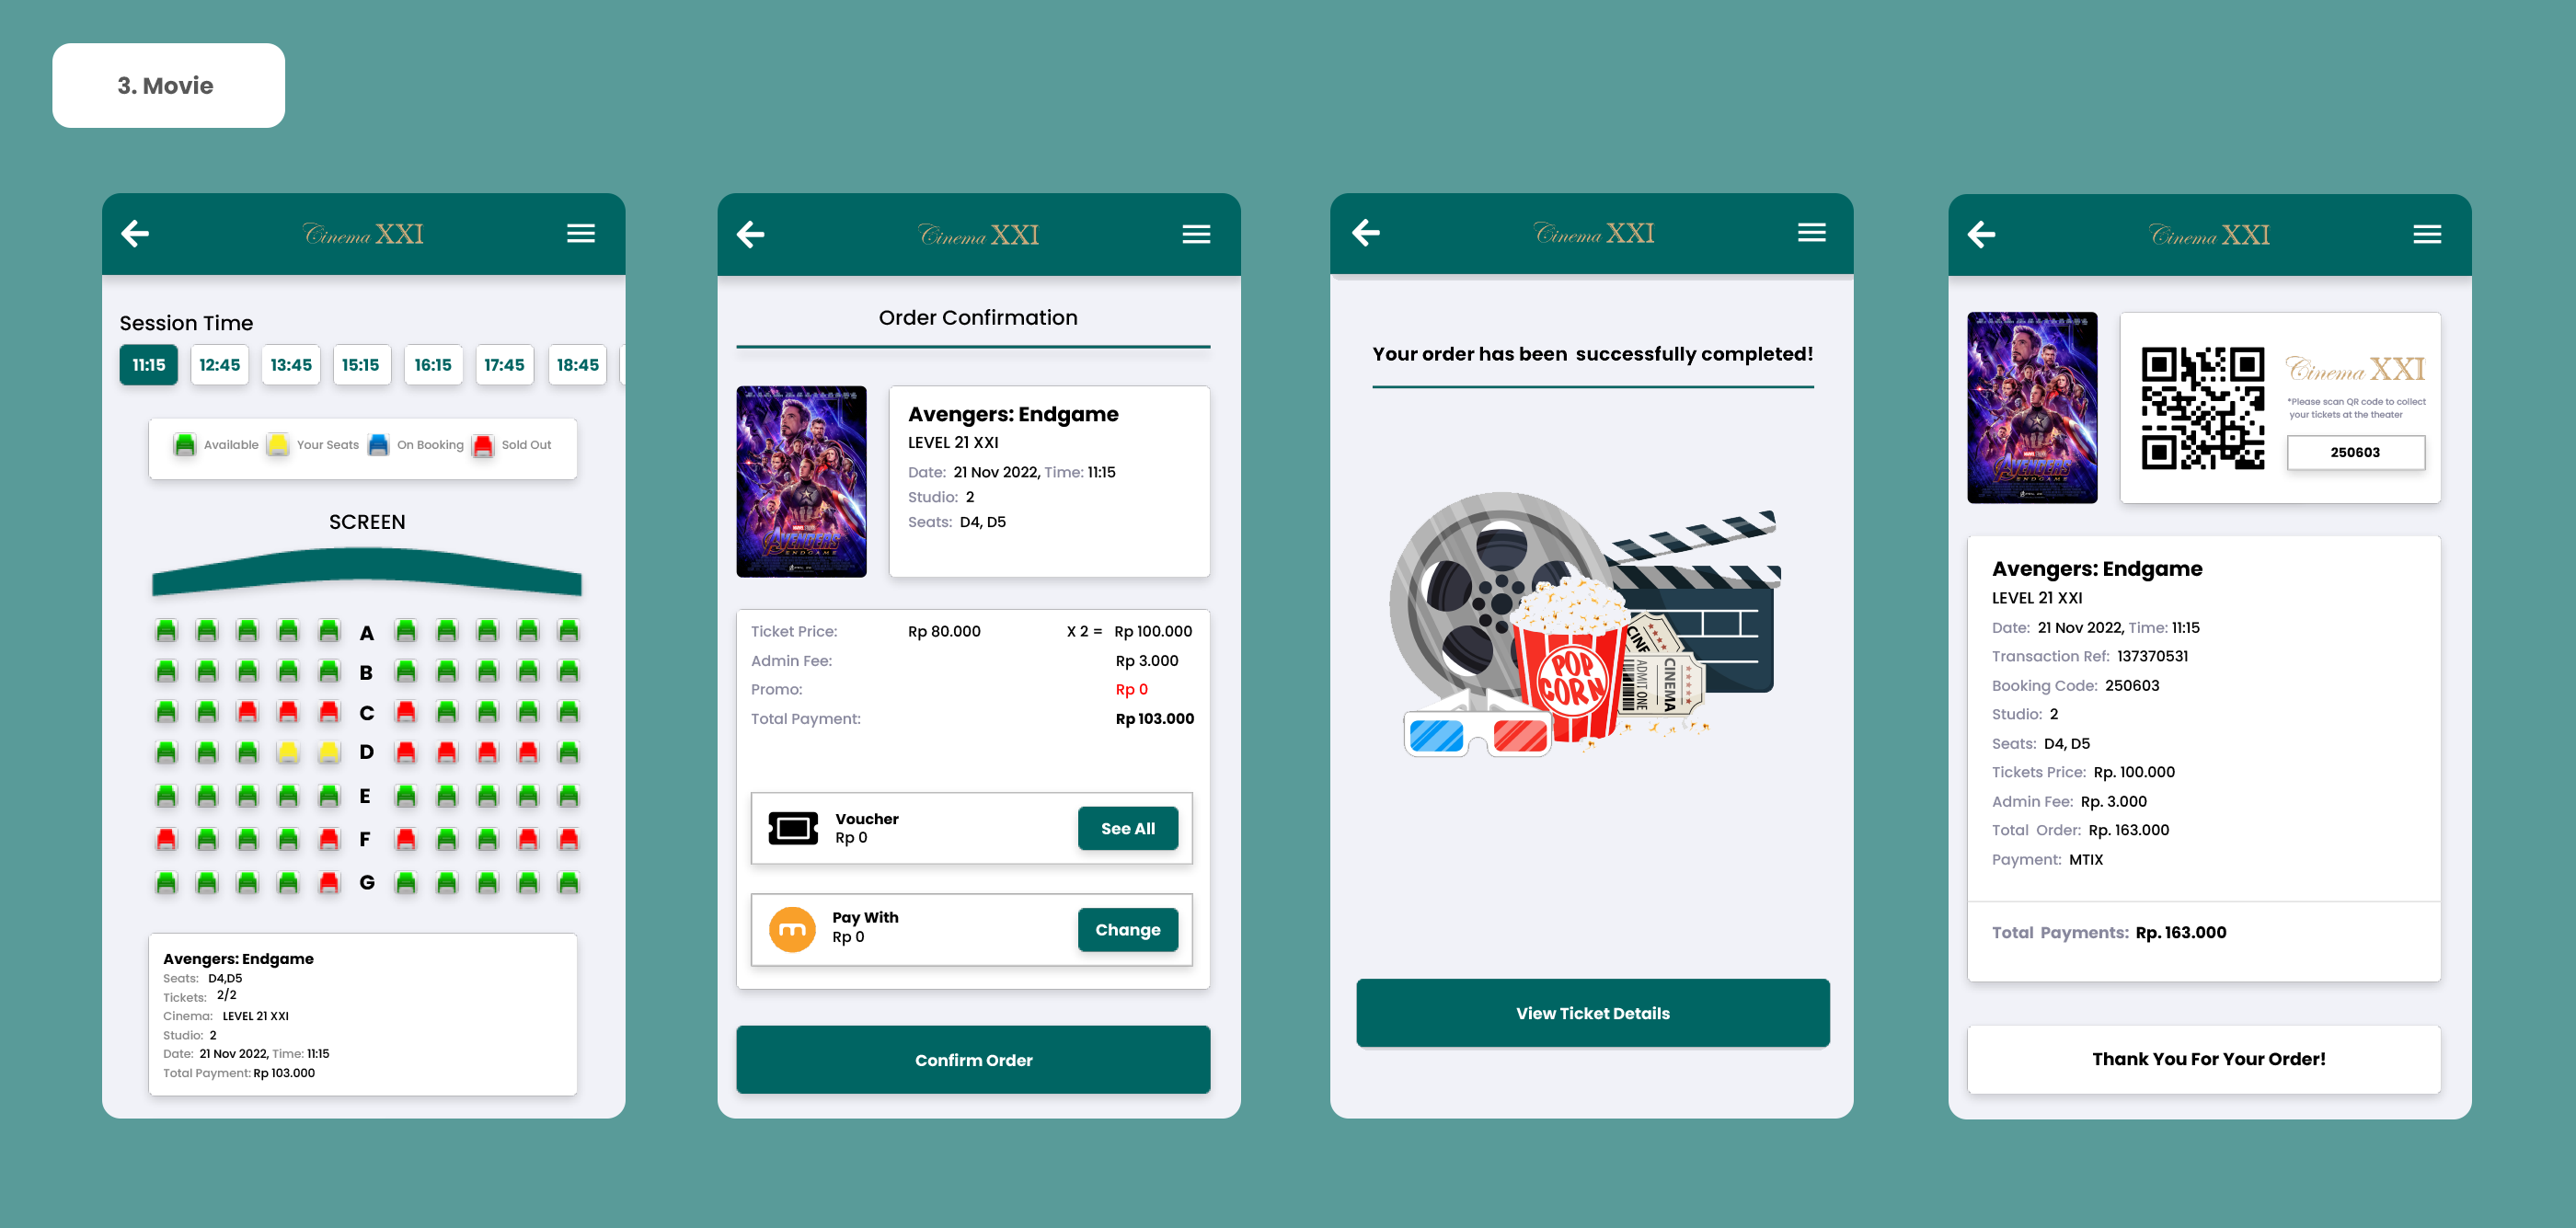 3. Movie
Cinema XXI
Session Time
11:15 12:45 13:45 15:15 16:15 17:45 18:45
Available Your Seats On Booking Sold Out
SCREEN
A
B
C
D
E
F
G
Avengers: Endgame
Seats: D4,D5
Tickets: 2/2
Cinema: LEVEL 21 XXI
Studio: 2
Date: 21 Nov 2022, Time: 11:15
Total Payment: Rp 103.000
Cinema XXI
Order Confirmation
AVENGERS
ENDGAME
Avengers: Endgame
LEVEL 21 XXI
Date: 21 Nov 2022, Time: 11:15
Studio: 2
Seats: D4, D5
Ticket Price: Rp 80.000 X 2 = Rp 100.000
Admin Fee: Rp 3.000
Promo: Rp 0
Total Payment: Rp 103.000
Voucher
Rp 0
See All
Pay With
Rp 0
Change
Confirm Order
Cinema XXI
Your order has been successfully completed!
POP
CORN
CINE
CINEMA
ADMIT ONE
View Ticket Details
Cinema XXI
AVENGERS
ENDGAME
Cinema XXI
*Please scan QR code to collect
your tickets at the theater
250603
Avengers: Endgame
LEVEL 21 XXI
Date: 21 Nov 2022, Time: 11:15
Transaction Ref: 137370531
Booking Code: 250603
Studio: 2
Seats: D4, D5
Tickets Price: Rp. 100.000
Admin Fee: Rp. 3.000
Total Order: Rp. 163.000
Payment: MTIX
Total Payments: Rp. 163.000
Thank You For Your Order!